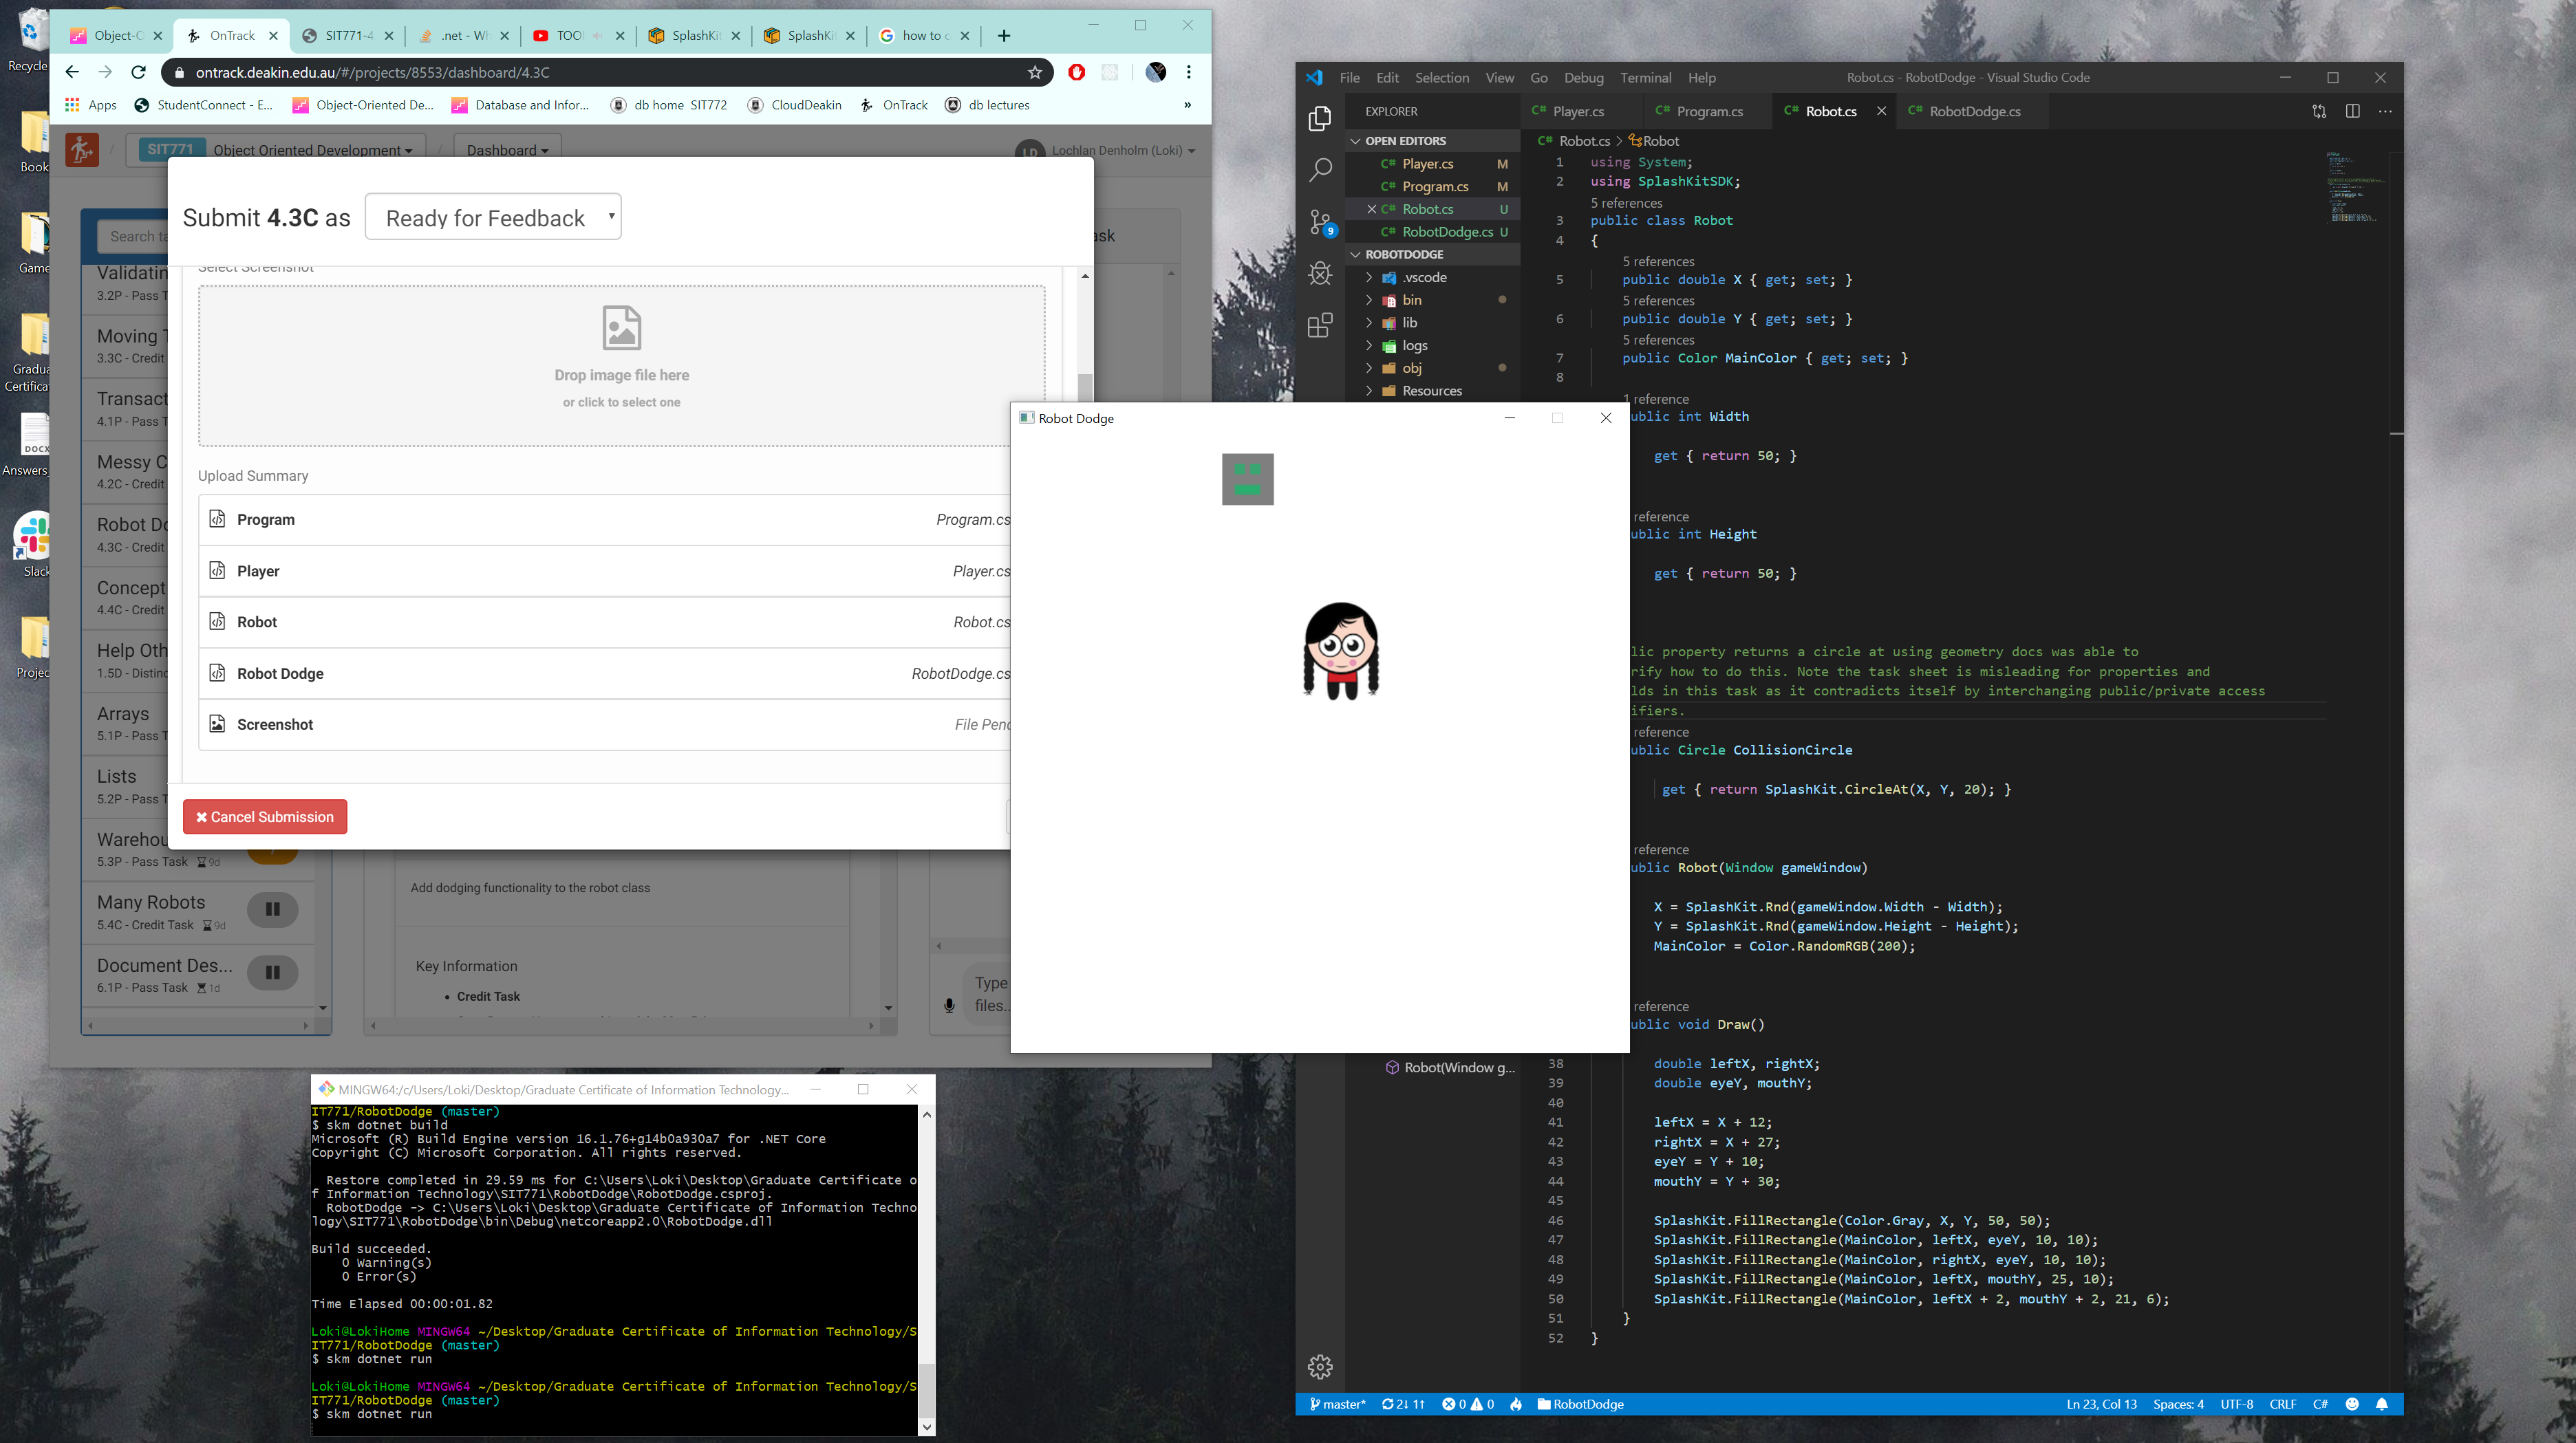 Recycle
Book
Game
Gradua
Certificat
DOCX
Answers_
Slack
Projec
Object-O
OnTrack
SIT771-4
.net - Wh
TOO
SplashKi
SplashKi
how to c
ontrack.deakin.edu.au/#/projects/8553/dashboard/4.3C
Apps
StudentConnect - E...
Object-Oriented De...
Database and Infor...
db home SIT772
CloudDeakin
OnTrack
db lectures
»
SIT771 Object Oriented Development
Dashboard
LD
Lochlan Denholm (Loki)
Submit 4.3C as Ready for Feedback
Search ta
ask
Validatin
3.2P - Pass T
Moving T
3.3C - Credit
Transact
4.1P - Pass T
Messy C
4.2C - Credit
Robot Do
4.3C - Credit
Concept
4.4C - Credit
Help Oth
1.5D - Distinc
Arrays
5.1P - Pass T
Lists
5.2P - Pass T
Warehou
5.3P - Pass Task 9d
Many Robots
5.4C - Credit Task 9d
Document Des...
6.1P - Pass Task 1d
Select Screenshot
Drop image file here
or click to select one
Upload Summary
Program Program.cs
Player Player.cs
Robot Robot.cs
Robot Dodge RobotDodge.cs
Screenshot File Pen
Cancel Submission
Add dodging functionality to the robot class
Key Information
• Credit Task
Type
files...
Robot Dodge
MINGW64:/c/Users/Loki/Desktop/Graduate Certificate of Information Technology...
IT771/RobotDodge (master)
$ skm dotnet build
Microsoft (R) Build Engine version 16.1.76+g14b0a930a7 for .NET Core
Copyright (C) Microsoft Corporation. All rights reserved.
Restore completed in 29.59 ms for C:\Users\Loki\Desktop\Graduate Certificate o
f Information Technology\SIT771\RobotDodge\RobotDodge.csproj.
RobotDodge -> C:\Users\Loki\Desktop\Graduate Certificate of Information Techno
logy\SIT771\RobotDodge\bin\Debug\netcoreapp2.0\RobotDodge.dll
Build succeeded.
0 Warning(s)
0 Error(s)
Time Elapsed 00:00:01.82
Loki@LokiHome MINGW64 ~/Desktop/Graduate Certificate of Information Technology/S
IT771/RobotDodge (master)
$ skm dotnet run
Loki@LokiHome MINGW64 ~/Desktop/Graduate Certificate of Information Technology/S
IT771/RobotDodge (master)
$ skm dotnet run
File Edit Selection View Go Debug Terminal Help
Robot.cs - RobotDodge - Visual Studio Code
EXPLORER
OPEN EDITORS
C# Player.cs M
C# Program.cs M
C# Robot.cs U
C# RobotDodge.cs U
ROBOTDODGE
.vscode
bin
lib
logs
obj
Resources
Robot(Window g...
9
C# Player.cs
C# Program.cs
C# Robot.cs
C# RobotDodge.cs
C# Robot.cs > Robot
1 using System;
2 using SplashKitSDK;
5 references
3 public class Robot
4 {
5 references
5 public double X { get; set; }
5 references
6 public double Y { get; set; }
5 references
7 public Color MainColor { get; set; }
8
1 reference
ublic int Width
get { return 50; }
reference
ublic int Height
get { return 50; }
lic property returns a circle at using geometry docs was able to
rify how to do this. Note the task sheet is misleading for properties and
lds in this task as it contradicts itself by interchanging public/private access
ifiers.
reference
ublic Circle CollisionCircle
get { return SplashKit.CircleAt(X, Y, 20); }
reference
ublic Robot(Window gameWindow)
X = SplashKit.Rnd(gameWindow.Width - Width);
Y = SplashKit.Rnd(gameWindow.Height - Height);
MainColor = Color.RandomRGB(200);
reference
ublic void Draw()
38 double leftX, rightX;
39 double eyeY, mouthY;
40
41 leftX = X + 12;
42 rightX = X + 27;
43 eyeY = Y + 10;
44 mouthY = Y + 30;
45
46 SplashKit.FillRectangle(Color.Gray, X, Y, 50, 50);
47 SplashKit.FillRectangle(MainColor, leftX, eyeY, 10, 10);
48 SplashKit.FillRectangle(MainColor, rightX, eyeY, 10, 10);
49 SplashKit.FillRectangle(MainColor, leftX, mouthY, 25, 10);
50 SplashKit.FillRectangle(MainColor, leftX + 2, mouthY + 2, 21, 6);
51 }
52 }
master* 2↓ 1↑ 0 0 RobotDodge
Ln 23, Col 13 Spaces: 4 UTF-8 CRLF C#